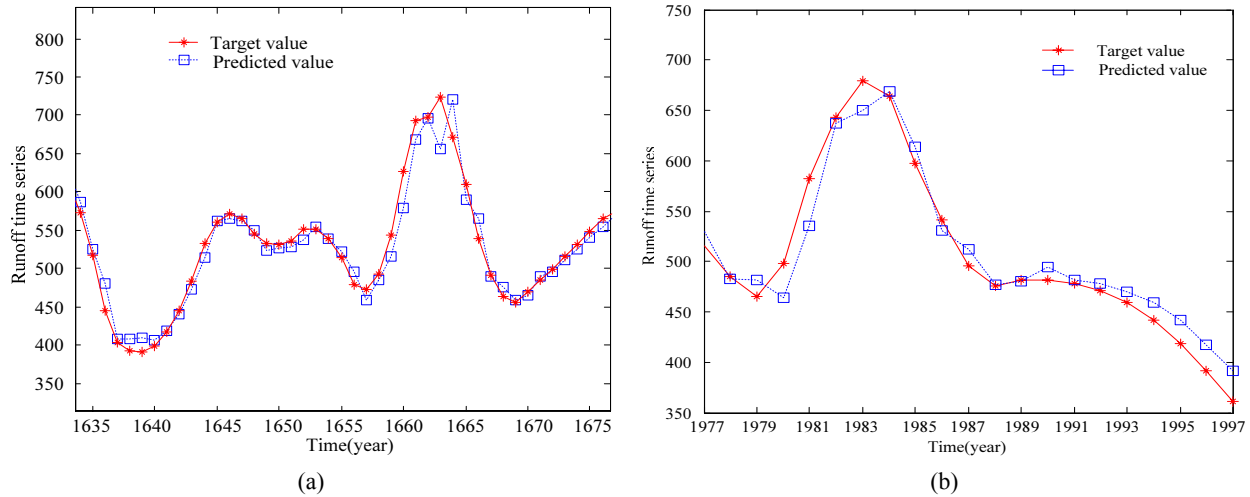 800
750
700
650
600
550
500
450
400
350
Runoff time series
Target value
Predicted value
1635 1640 1645 1650 1655 1660 1665 1670 1675
Time(year)
(a)
750
700
650
600
550
500
450
400
350
Runoff time series
Target value
Predicted value
1977 1979 1981 1983 1985 1987 1989 1991 1993 1995 1997
Time(year)
(b)